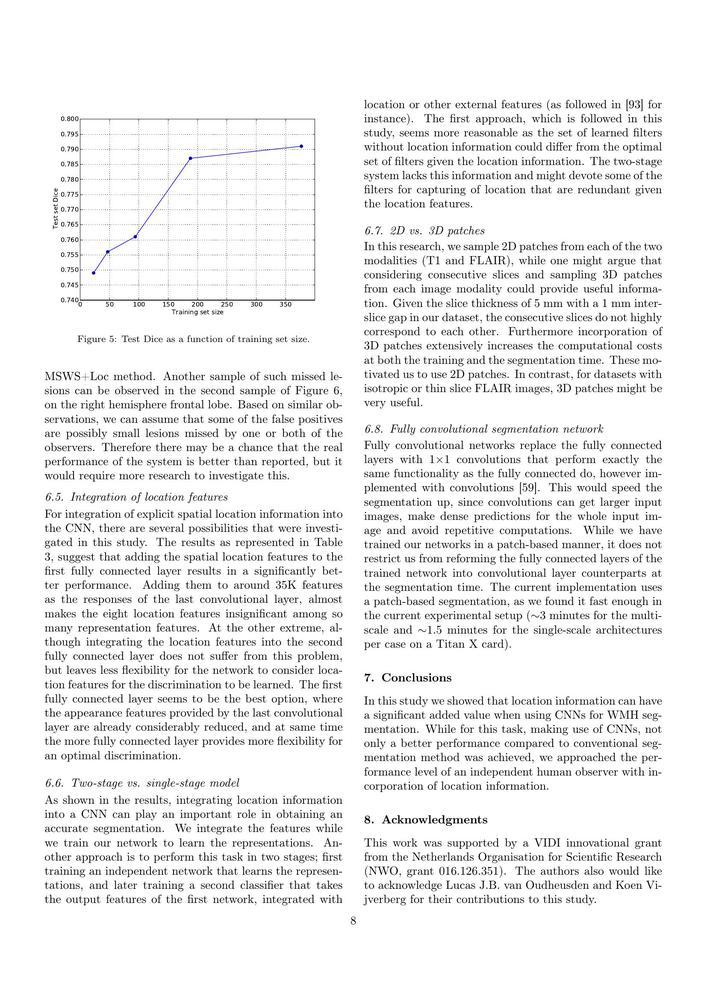 0.800
0.795
0.790
0.785
0.780
0.775
0.770
0.765
0.760
0.755
0.750
0.745
0.740
Test set Dice
0 50 100 150 200 250 300 350
Training set size
Figure 5: Test Dice as a function of training set size.
MSWS+Loc method. Another sample of such missed le-
sions can be observed in the second sample of Figure 6,
on the right hemisphere frontal lobe. Based on similar ob-
servations, we can assume that some of the false positives
are possibly small lesions missed by one or both of the
observers. Therefore there may be a chance that the real
performance of the system is better than reported, but it
would require more research to investigate this.
6.5. Integration of location features
For integration of explicit spatial location information into
the CNN, there are several possibilities that were investi-
gated in this study. The results as represented in Table
3, suggest that adding the spatial location features to the
first fully connected layer results in a significantly bet-
ter performance. Adding them to around 35K features
as the responses of the last convolutional layer, almost
makes the eight location features insignificant among so
many representation features. At the other extreme, al-
though integrating the location features into the second
fully connected layer does not suffer from this problem,
but leaves less flexibility for the network to consider loca-
tion features for the discrimination to be learned. The first
fully connected layer seems to be the best option, where
the appearance features provided by the last convolutional
layer are already considerably reduced, and at same time
the more fully connected layer provides more flexibility for
an optimal discrimination.
6.6. Two-stage vs. single-stage model
As shown in the results, integrating location information
into a CNN can play an important role in obtaining an
accurate segmentation. We integrate the features while
we train our network to learn the representations. An-
other approach is to perform this task in two stages; first
training an independent network that learns the represen-
tations, and later training a second classifier that takes
the output features of the first network, integrated with
location or other external features (as followed in [93] for
instance). The first approach, which is followed in this
study, seems more reasonable as the set of learned filters
without location information could differ from the optimal
set of filters given the location information. The two-stage
system lacks this information and might devote some of the
filters for capturing of location that are redundant given
the location features.
6.7. 2D vs. 3D patches
In this research, we sample 2D patches from each of the two
modalities (T1 and FLAIR), while one might argue that
considering consecutive slices and sampling 3D patches
from each image modality could provide useful informa-
tion. Given the slice thickness of 5 mm with a 1 mm inter-
slice gap in our dataset, the consecutive slices do not highly
correspond to each other. Furthermore incorporation of
3D patches extensively increases the computational costs
at both the training and the segmentation time. These mo-
tivated us to use 2D patches. In contrast, for datasets with
isotropic or thin slice FLAIR images, 3D patches might be
very useful.
6.8. Fully convolutional segmentation network
Fully convolutional networks replace the fully connected
layers with 1×1 convolutions that perform exactly the
same functionality as the fully connected do, however im-
plemented with convolutions [59]. This would speed the
segmentation up, since convolutions can get larger input
images, make dense predictions for the whole input im-
age and avoid repetitive computations. While we have
trained our networks in a patch-based manner, it does not
restrict us from reforming the fully connected layers of the
trained network into convolutional layer counterparts at
the segmentation time. The current implementation uses
a patch-based segmentation, as we found it fast enough in
the current experimental setup (∼3 minutes for the multi-
scale and ∼1.5 minutes for the single-scale architectures
per case on a Titan X card).
7. Conclusions
In this study we showed that location information can have
a significant added value when using CNNs for WMH seg-
mentation. While for this task, making use of CNNs, not
only a better performance compared to conventional seg-
mentation method was achieved, we approached the per-
formance level of an independent human observer with in-
corporation of location information.
8. Acknowledgments
This work was supported by a VIDI innovational grant
from the Netherlands Organisation for Scientific Research
(NWO, grant 016.126.351). The authors also would like
to acknowledge Lucas J.B. van Oudheusden and Koen Vi-
jverberg for their contributions to this study.
8